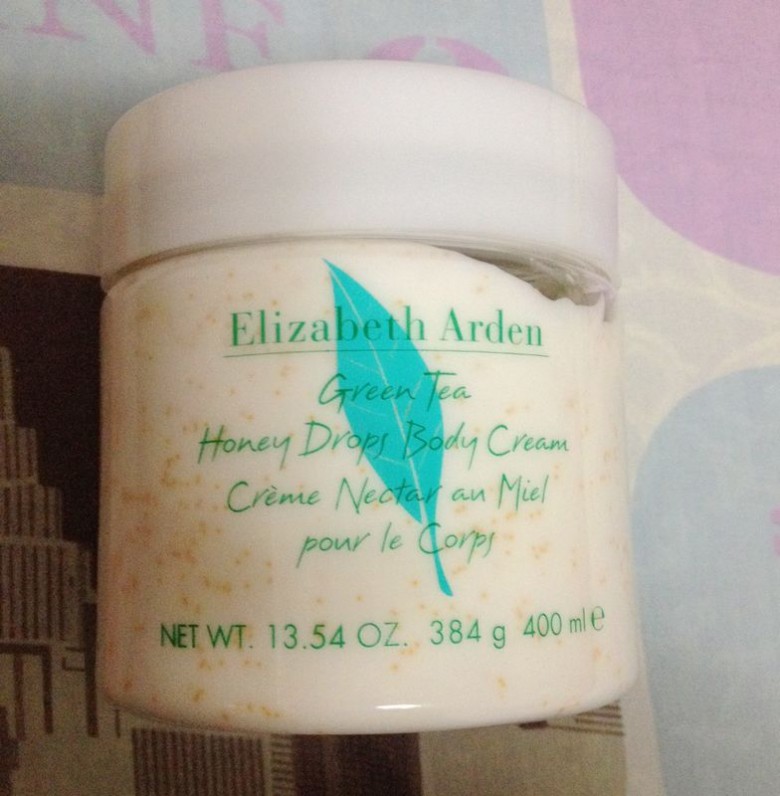 Elizabeth Arden
Green Tea
Honey Drops Body Cream
Crème Nectar au Miel
pour le Corps
NET WT. 13.54 OZ. 384 g 400 ml e